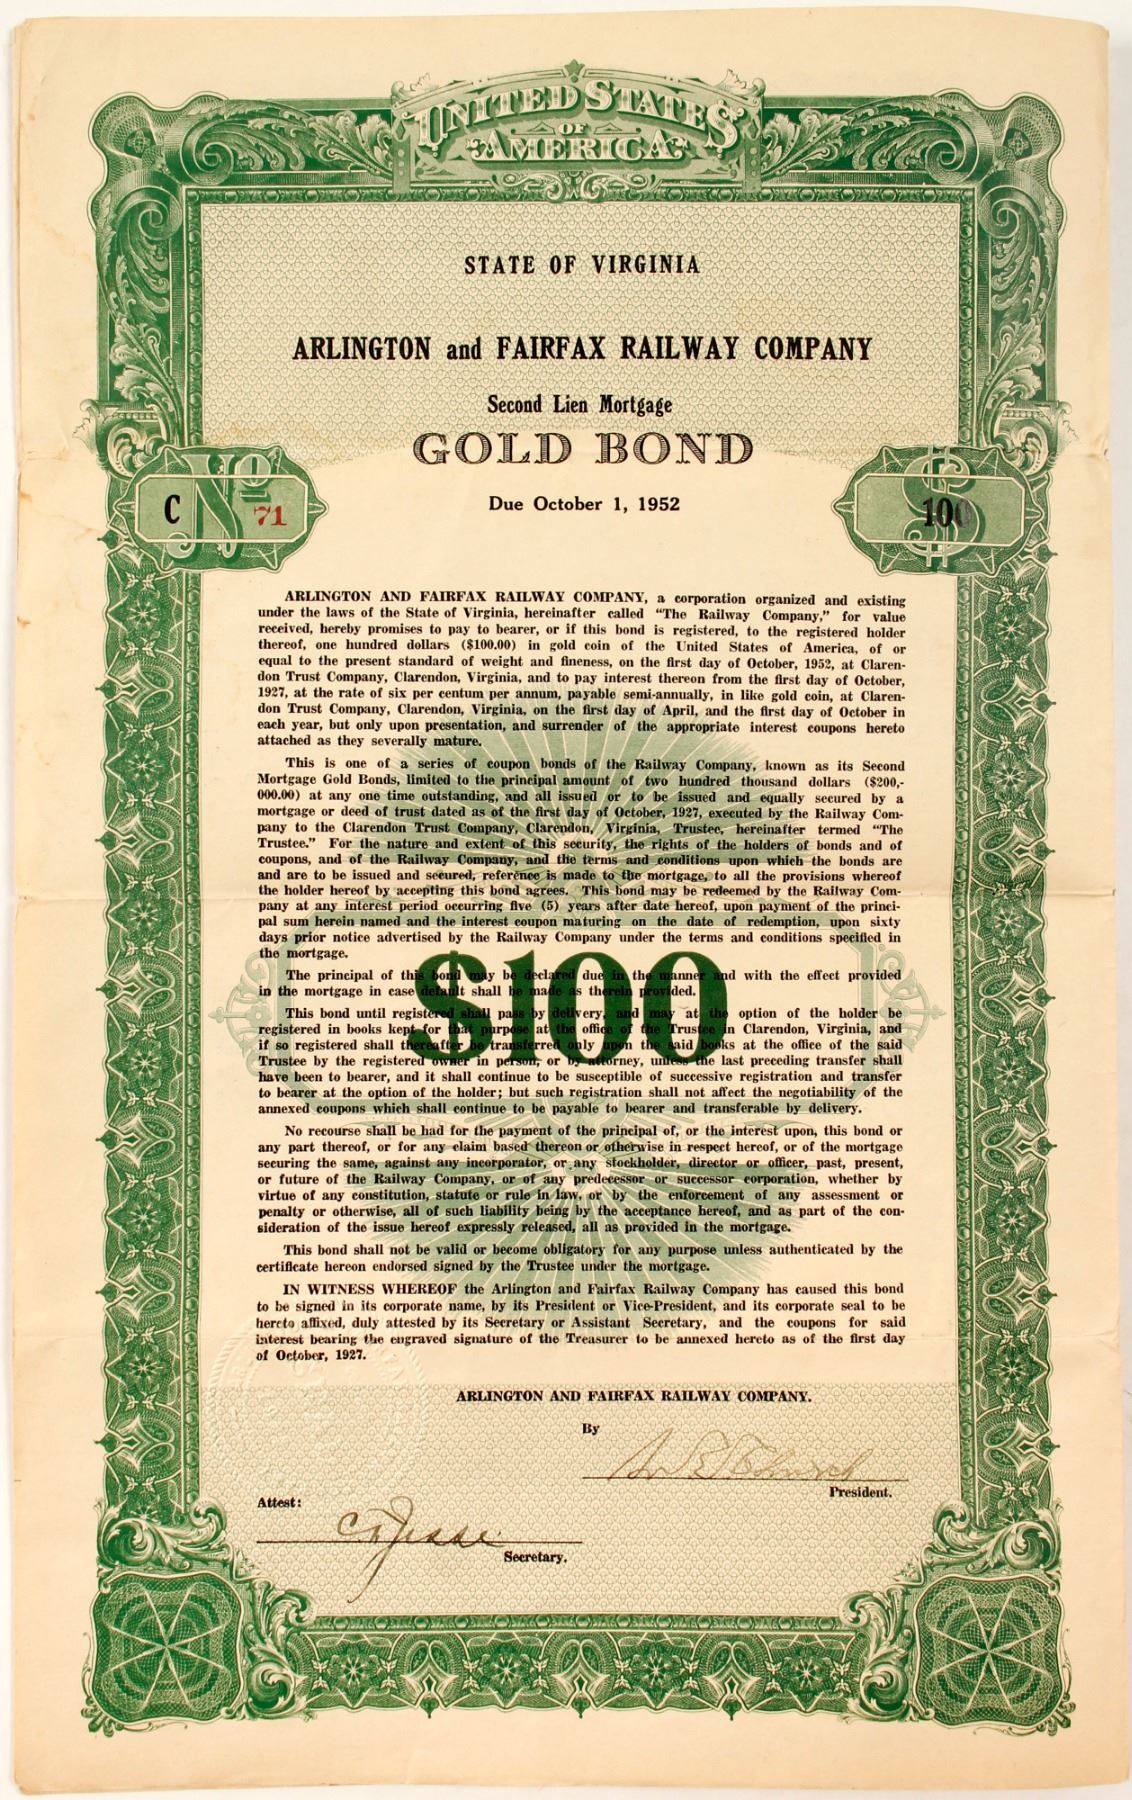 UNITED STATES
OF
AMERICA
STATE OF VIRGINIA
ARLINGTON and FAIRFAX RAILWAY COMPANY
Second Lien Mortgage
GOLD BOND
Due October 1, 1952
C No 71
$ 100
ARLINGTON AND FAIRFAX RAILWAY COMPANY, a corporation organized and existing
under the laws of the State of Virginia, hereinafter called "The Railway Company," for value
received, hereby promises to pay to bearer, or if this bond is registered, to the registered holder
thereof, one hundred dollars ($100.00) in gold coin of the United States of America, of or
equal to the present standard of weight and fineness, on the first day of October, 1952, at Claren-
don Trust Company, Clarendon, Virginia, and to pay interest thereon from the first day of October,
1927, at the rate of six per centum per annum, payable semi-annually, in like gold coin, at Claren-
don Trust Company, Clarendon, Virginia, on the first day of April, and the first day of October in
each year, but only upon presentation, and surrender of the appropriate interest coupons hereto
attached as they severally mature.
This is one of a series of coupon bonds of the Railway Company, known as its Second
Mortgage Gold Bonds, limited to the principal amount of two hundred thousand dollars ($200,-
000.00) at any one time outstanding, and all issued or to be issued and equally secured by a
mortgage or deed of trust dated as of the first day of October, 1927, executed by the Railway Com-
pany to the Clarendon Trust Company, Clarendon, Virginia, Trustee, hereinafter termed "The
Trustee." For the nature and extent of this security, the rights of the holders of bonds and of
coupons, and of the Railway Company, and the terms and conditions upon which the bonds are
and are to be issued and secured, reference is made to the mortgage, to all the provisions whereof
the holder hereof by accepting this bond agrees. This bond may be redeemed by the Railway Com-
pany at any interest period occurring five (5) years after date hereof, upon payment of the princi-
pal sum herein named and the interest coupon maturing on the date of redemption, upon sixty
days prior notice advertised by the Railway Company under the terms and conditions specified in
the mortgage.
$100
The principal of this bond may be declared due in the manner and with the effect provided
in the mortgage in case default shall be made as therein provided.
This bond until registered shall pass by delivery, and may at the option of the holder be
registered in books kept for that purpose at the office of the Trustee in Clarendon, Virginia, and
if so registered shall thereafter be transferred only upon the said books at the office of the said
Trustee by the registered owner in person, or by attorney, unless the last preceding transfer shall
have been to bearer, and it shall continue to be susceptible of successive registration and transfer
to bearer at the option of the holder; but such registration shall not affect the negotiability of the
annexed coupons which shall continue to be payable to bearer and transferable by delivery.
No recourse shall be had for the payment of the principal of, or the interest upon, this bond or
any part thereof, or for any claim based thereon or otherwise in respect hereof, or of the mortgage
securing the same, against any incorporator, or any stockholder, director or officer, past, present,
or future of the Railway Company, or of any predecessor or successor corporation, whether by
virtue of any constitution, statute or rule in law, or by the enforcement of any assessment or
penalty or otherwise, all of such liability being by the acceptance hereof, and as part of the con-
sideration of the issue hereof expressly released, all as provided in the mortgage.
This bond shall not be valid or become obligatory for any purpose unless authenticated by the
certificate hereon endorsed signed by the Trustee under the mortgage.
IN WITNESS WHEREOF the Arlington and Fairfax Railway Company has caused this bond
to be signed in its corporate name, by its President or Vice-President, and its corporate seal to be
hereto affixed, duly attested by its Secretary or Assistant Secretary, and the coupons for said
interest bearing the engraved signature of the Treasurer to be annexed hereto as of the first day
of October, 1927.
ARLINGTON AND FAIRFAX RAILWAY COMPANY.
By
President.
Attest:
Jesse
Secretary.